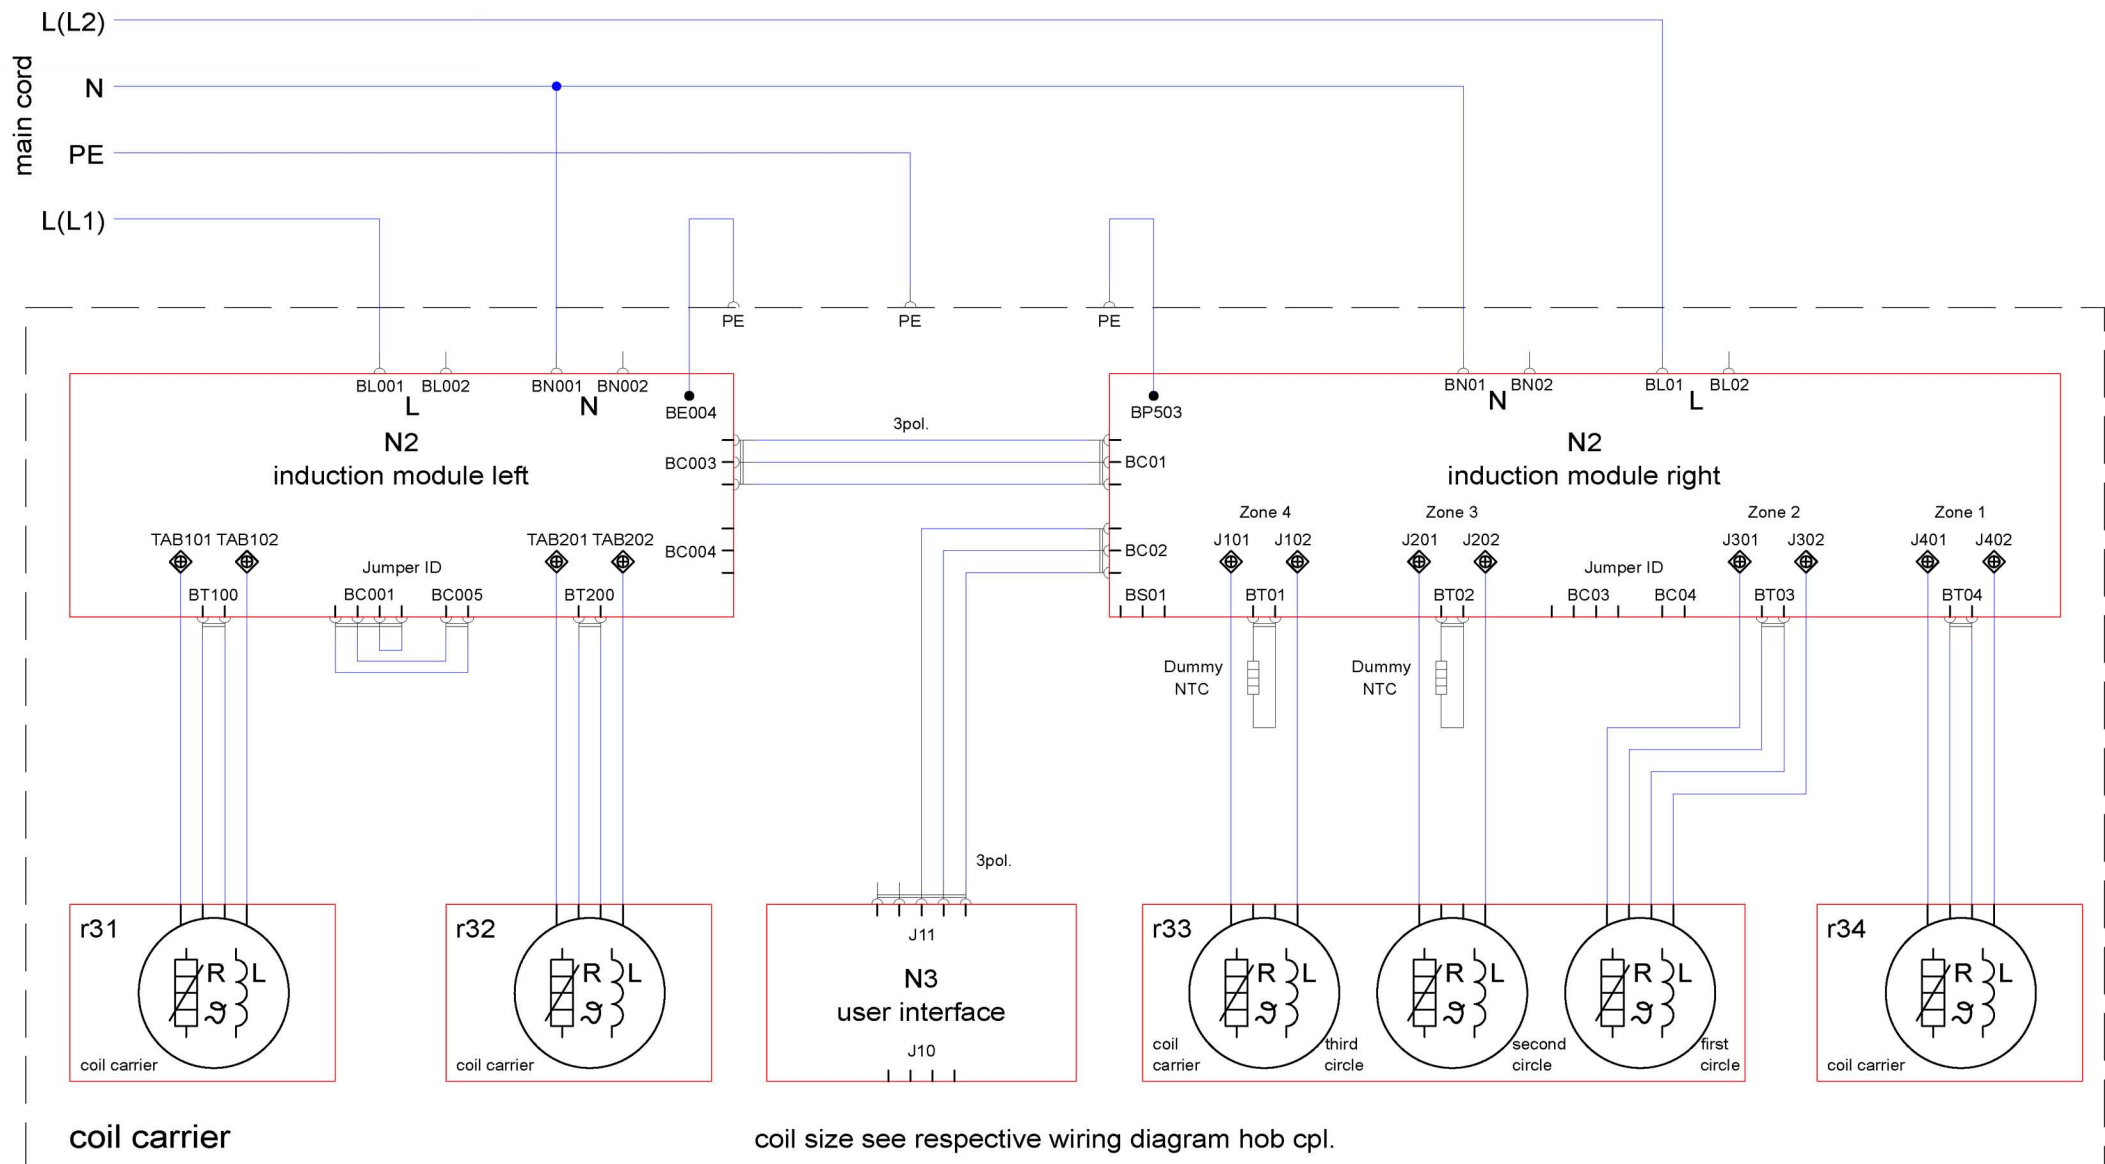 L(L2)
main cord
N
PE
L(L1)
PE PE PE
BL001 BL002 BN001 BN002
L N
BE004
N2
induction module left
BC003
BC004
TAB101 TAB102
TAB201 TAB202
Jumper ID
BT100 BC001 BC005 BT200
3pol.
BN01 BN02 BL01 BL02
N L
BP503
N2
induction module right
BC01
BC02
Zone 4 Zone 3 Zone 2 Zone 1
J101 J102 J201 J202 J301 J302 J401 J402
Jumper ID
BS01 BT01 BT02 BC03 BC04 BT03 BT04
Dummy
NTC
Dummy
NTC
3pol.
r31
R L
ϑ
coil carrier
r32
R L
ϑ
coil carrier
J11
N3
user interface
J10
r33
R L
ϑ
coil
carrier
third
circle
R L
ϑ
second
circle
R L
ϑ
first
circle
r34
R L
ϑ
coil carrier
coil carrier
coil size see respective wiring diagram hob cpl.